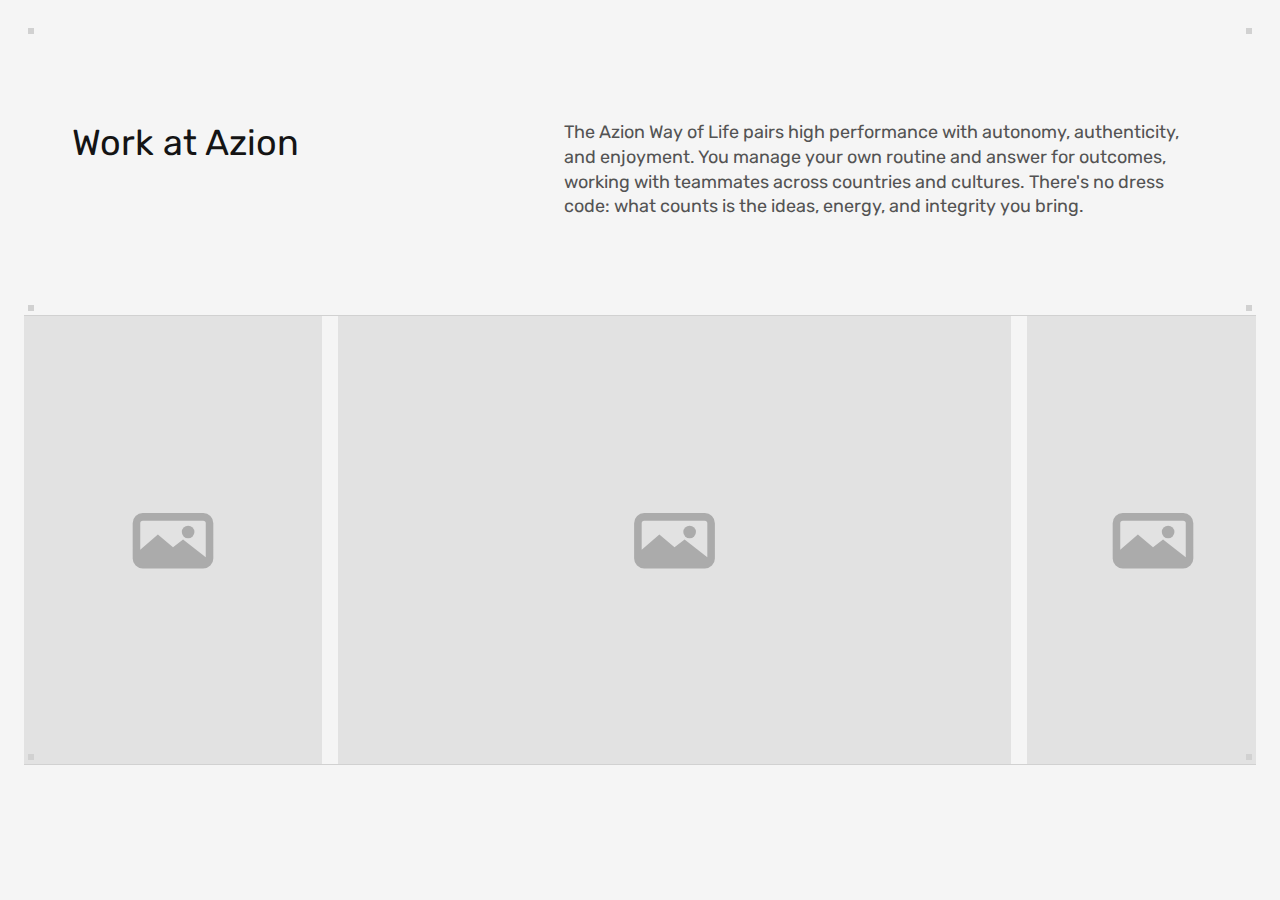 Work at Azion
The Azion Way of Life pairs high performance with autonomy, authenticity,
and enjoyment. You manage your own routine and answer for outcomes,
working with teammates across countries and cultures. There's no dress
code: what counts is the ideas, energy, and integrity you bring.